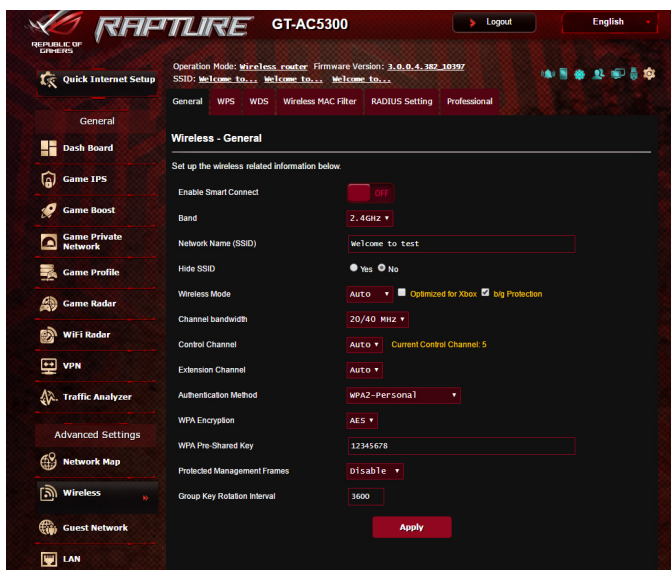 REPUBLIC OF GAMERS
RAPTURE
GT-AC5300
Logout
English
Quick Internet Setup
Operation Mode: Wireless router Firmware Version: 3.0.0.4.382_10397
SSID: Welcome to... Welcome to... Welcome to...
General WPS WDS Wireless MAC Filter RADIUS Setting Professional
General
Dash Board
Game IPS
Game Boost
Game Private Network
Game Profile
Game Radar
WiFi Radar
VPN
Traffic Analyzer
Advanced Settings
Network Map
Wireless
Guest Network
LAN
Wireless - General
Set up the wireless related information below.
Enable Smart Connect OFF
Band 2.4GHz
Network Name (SSID) Welcome to test
Hide SSID Yes No
Wireless Mode Auto Optimized for Xbox b/g Protection
Channel bandwidth 20/40 MHz
Control Channel Auto Current Control Channel: 5
Extension Channel Auto
Authentication Method WPA2-Personal
WPA Encryption AES
WPA Pre-Shared Key 12345678
Protected Management Frames Disable
Group Key Rotation Interval 3600
Apply